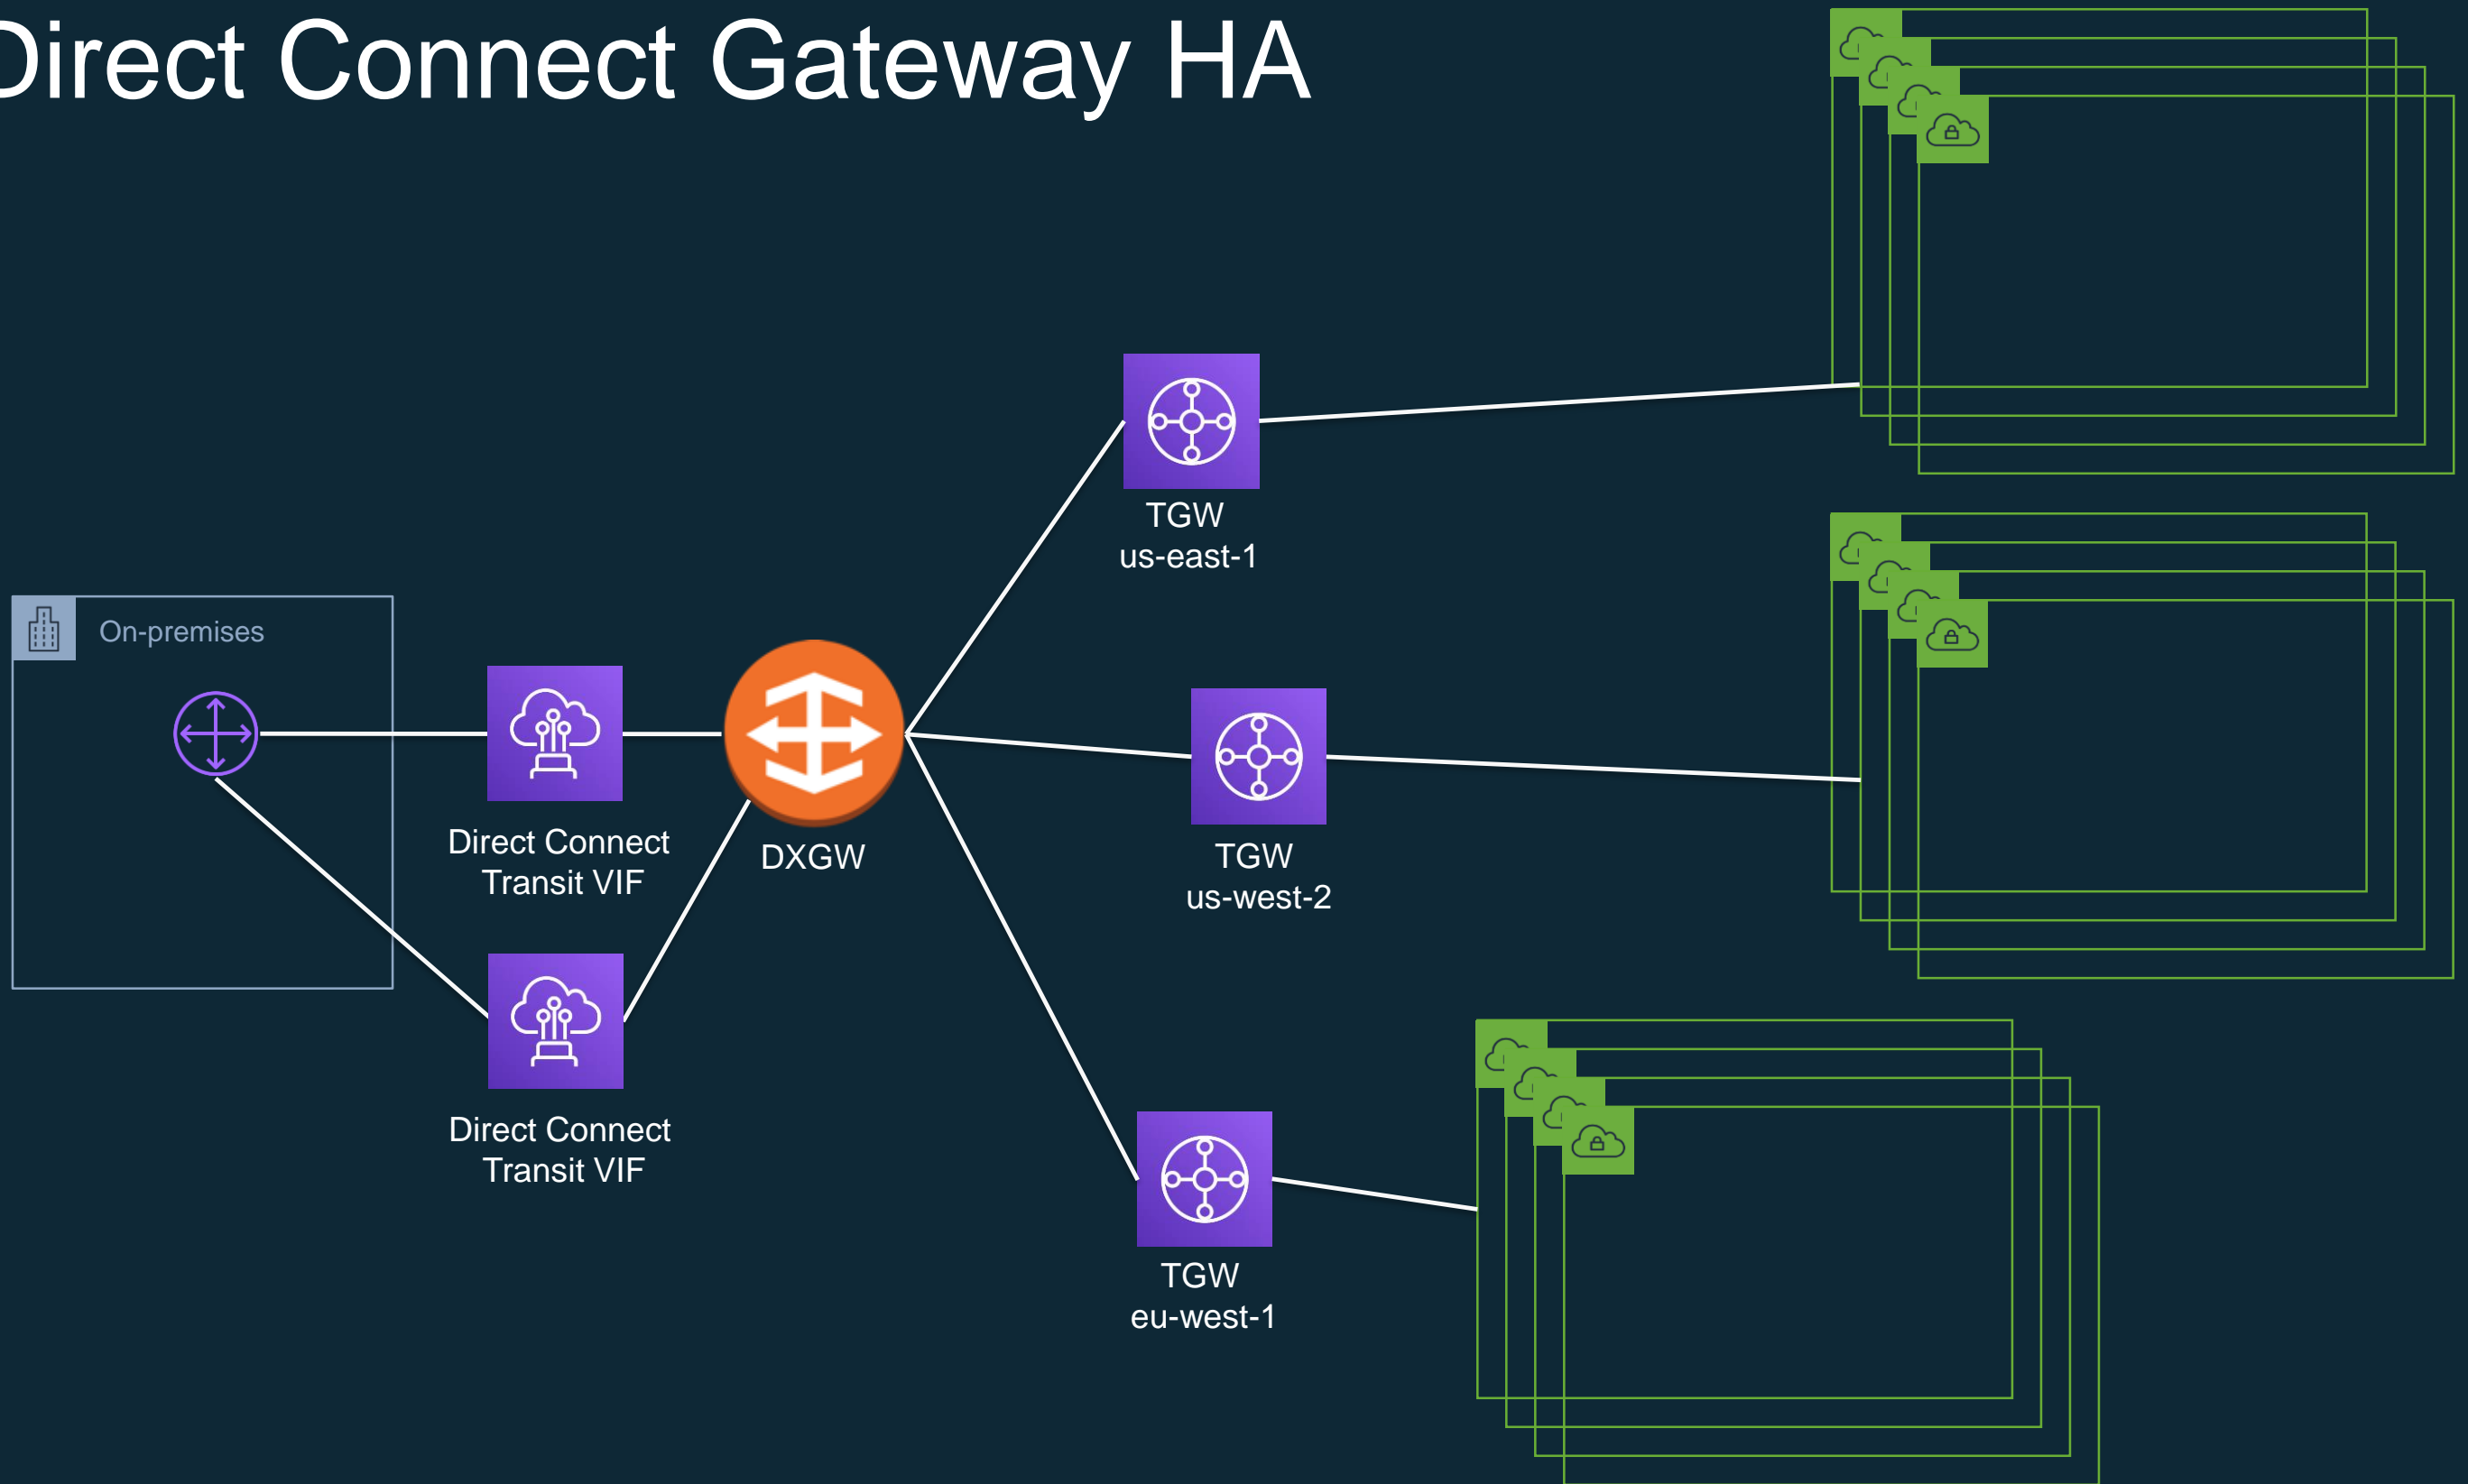 Direct Connect Gateway HA
TGW
us-east-1
On-premises
Direct Connect
Transit VIF
DXGW
TGW
us-west-2
Direct Connect
Transit VIF
TGW
eu-west-1